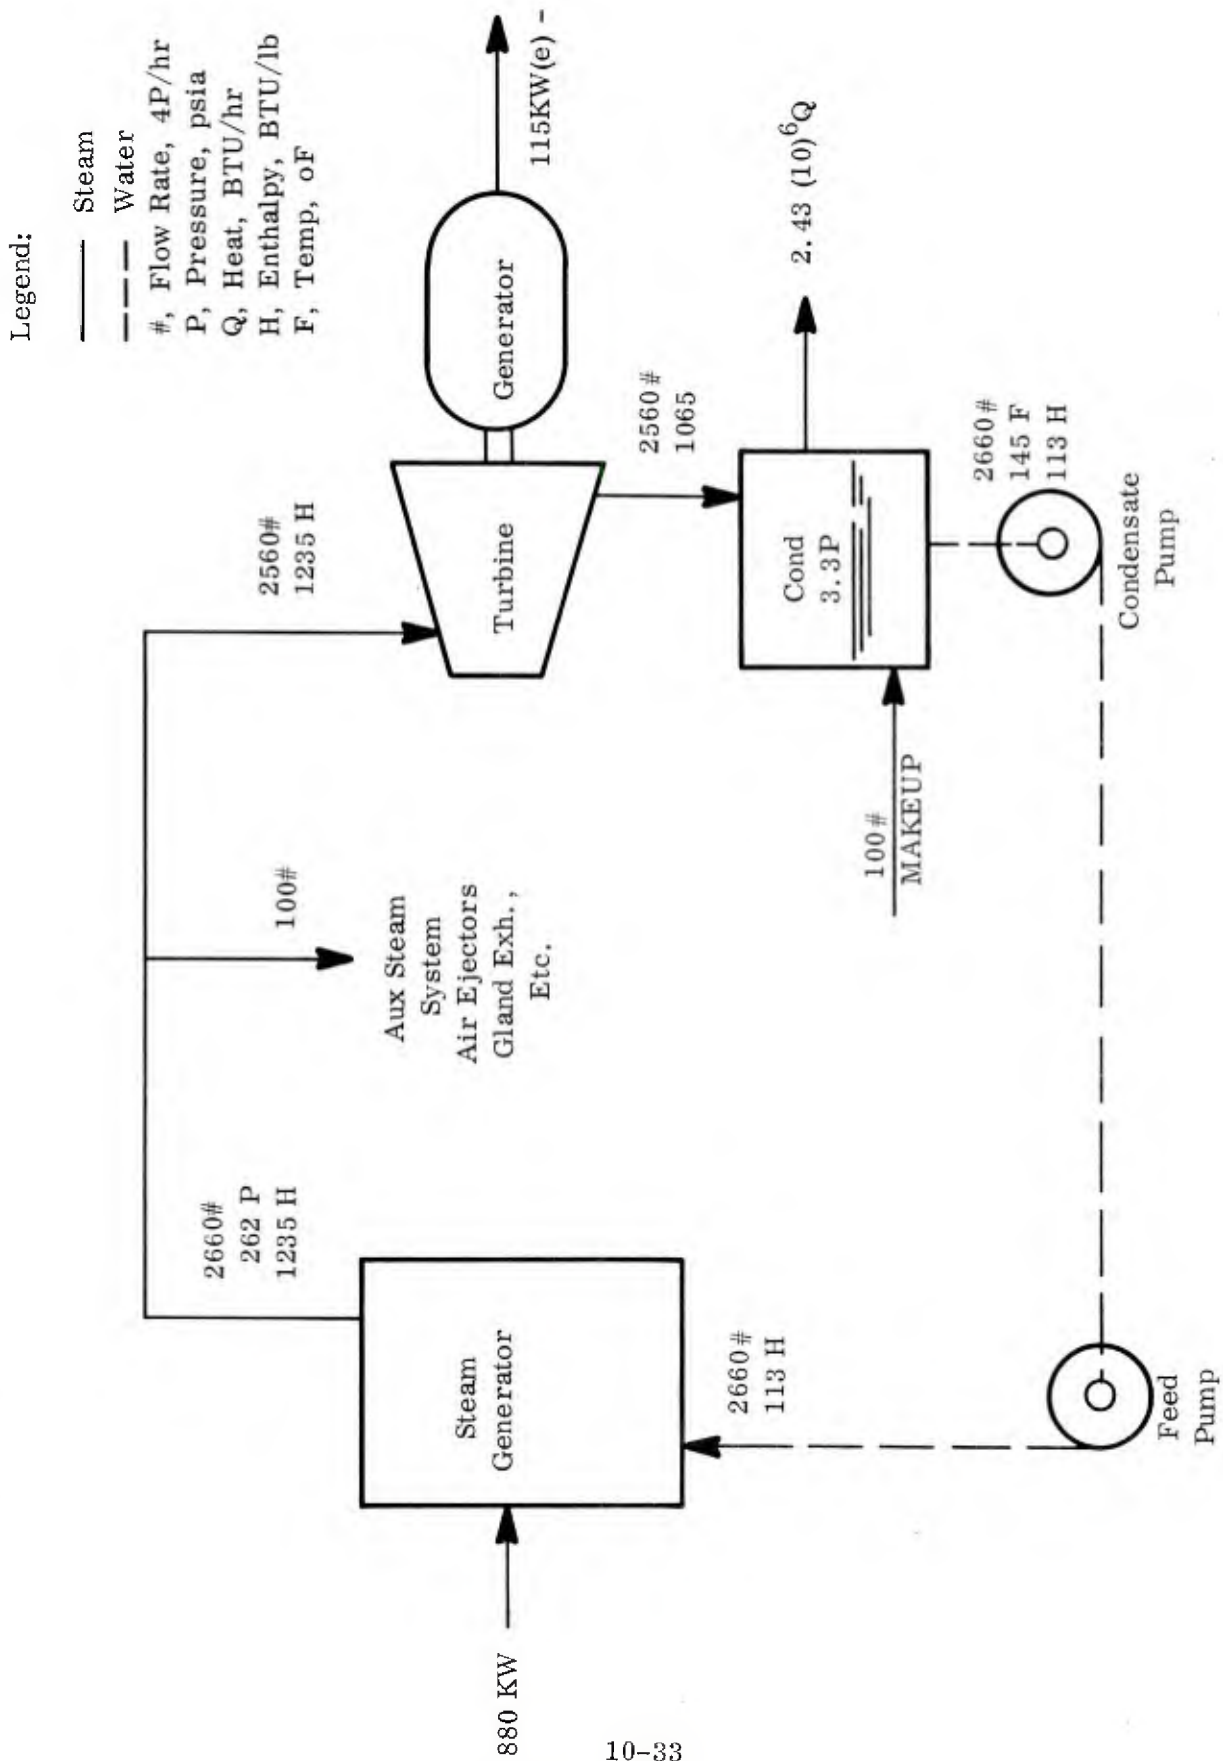 Legend:
Steam
Water
#, Flow Rate, 4P/hr
P, Pressure, psia
Q, Heat, BTU/hr
H, Enthalpy, BTU/lb
F, Temp, oF
2660#
262 P
1235 H
100#
Aux Steam
System
Air Ejectors
Gland Exh.,
Etc.
2560#
1235 H
Turbine
Generator
115KW(e) -
880 KW
Steam
Generator
2660#
113 H
100#
MAKEUP
Cond
3.3P
2560#
1065
2.43 (10)⁶Q
2660#
145 F
113 H
Condensate
Pump
Feed
Pump
10-33